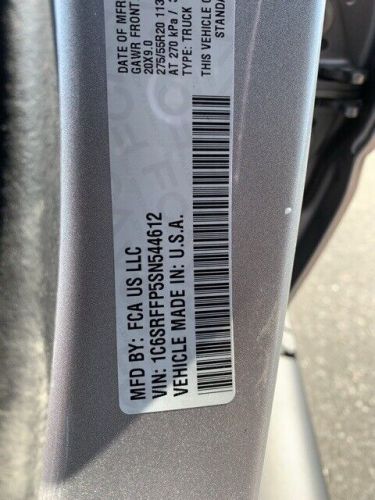 DATE OF MFR
GAWR FRONT
20X9.0
275/55R20 113
AT 270 kPa /
THIS VEHICLE
STANDA
TYPE: TRUCK
MFD BY: FCA US LLC
VIN: 1C6SRFFP5SN544612
VEHICLE MADE IN: U.S.A.